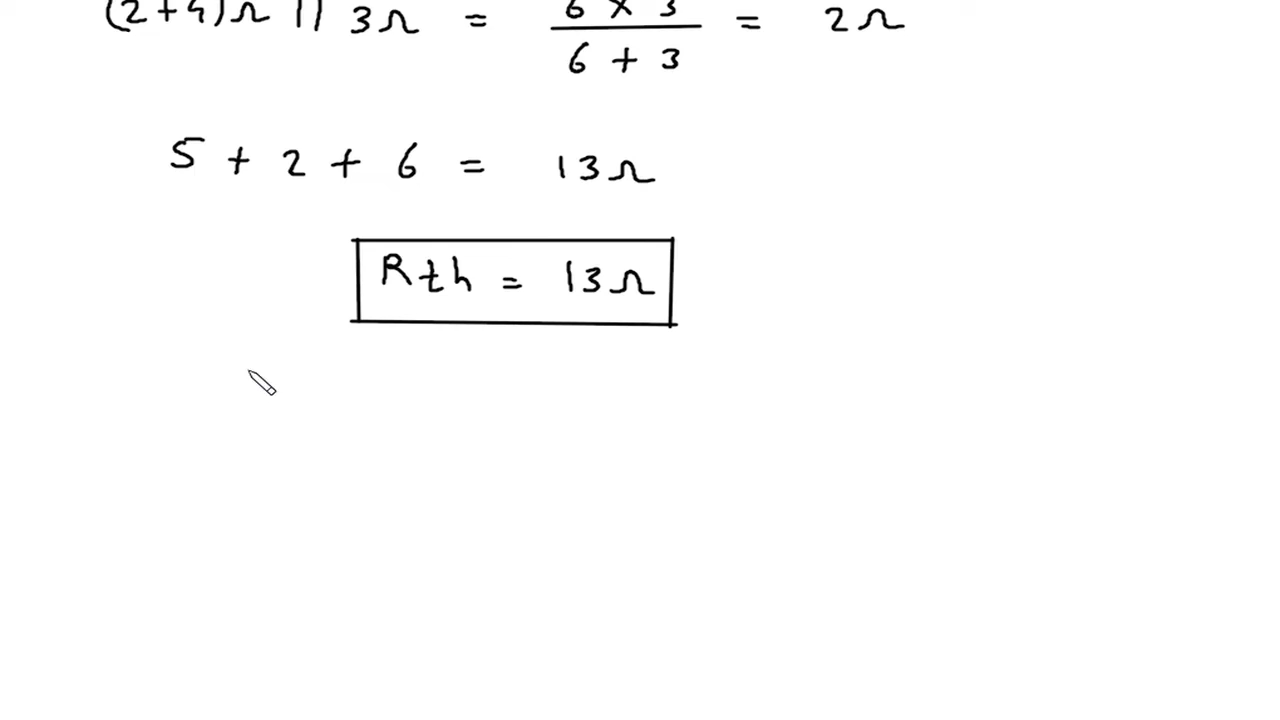 (2+4)Ω || 3Ω = 6 × 3 / 6 + 3 = 2Ω
5 + 2 + 6 = 13Ω
Rth = 13Ω